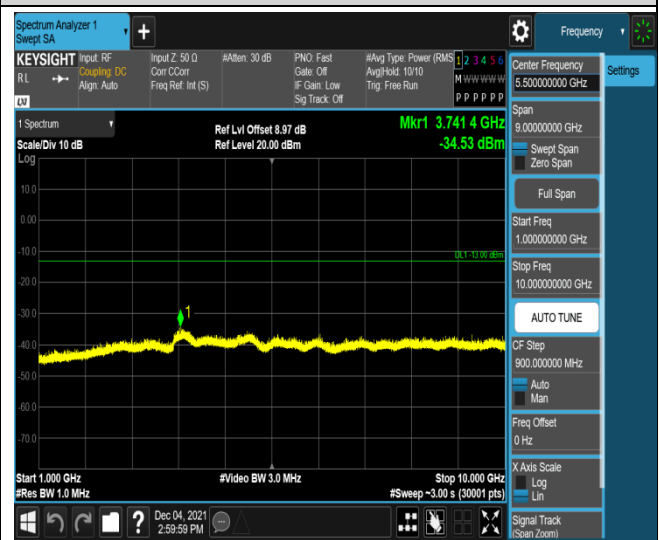 Spectrum Analyzer 1
Swept SA
Frequency
KEYSIGHT
RL
LXI
Input: RF
Coupling: DC
Align: Auto
Input Z: 50 Ω
Corr CCorr
Freq Ref: Int (S)
#Atten: 30 dB
PNO: Fast
Gate: Off
IF Gain: Low
Sig Track: Off
#Avg Type: Power (RMS
Avg|Hold: 10/10
Trig: Free Run
1 2 3 4 5 6
M W W W W W
P P P P P P
1 Spectrum
Scale/Div 10 dB
Ref Lvl Offset 8.97 dB
Ref Level 20.00 dBm
Mkr1 3.741 4 GHz
-34.53 dBm
Log
10.0
0.00
-10.0
DL1 -13.00 dBm
-20.0
-30.0
1
-40.0
-50.0
-60.0
-70.0
Start 1.000 GHz
#Res BW 1.0 MHz
#Video BW 3.0 MHz
Stop 10.000 GHz
#Sweep ~3.00 s (30001 pts)
Dec 04, 2021
2:59:59 PM
Center Frequency
5.500000000 GHz
Settings
Span
9.00000000 GHz
Swept Span
Zero Span
Full Span
Start Freq
1.000000000 GHz
Stop Freq
10.000000000 GHz
AUTO TUNE
CF Step
900.000000 MHz
Auto
Man
Freq Offset
0 Hz
X Axis Scale
Log
Lin
Signal Track
(Span Zoom)